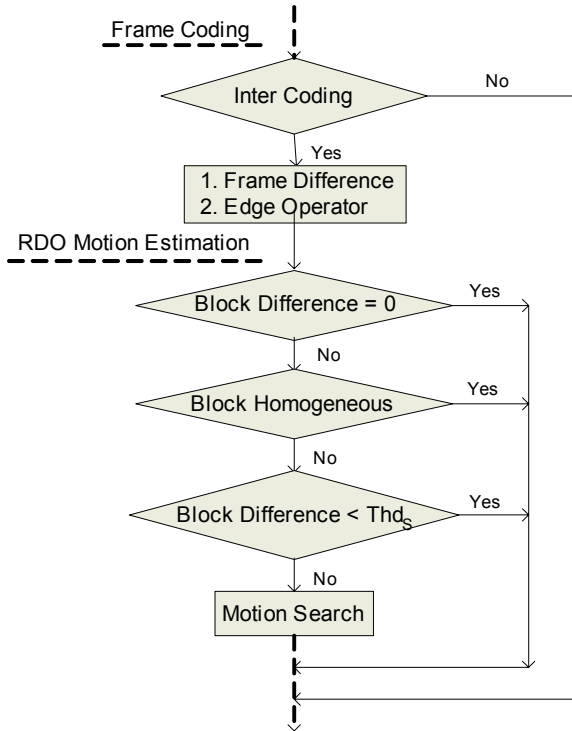 Frame Coding
Inter Coding
No
Yes
1. Frame Difference
2. Edge Operator
RDO Motion Estimation
Block Difference = 0
Yes
No
Block Homogeneous
Yes
No
Block Difference < Thds
Yes
No
Motion Search